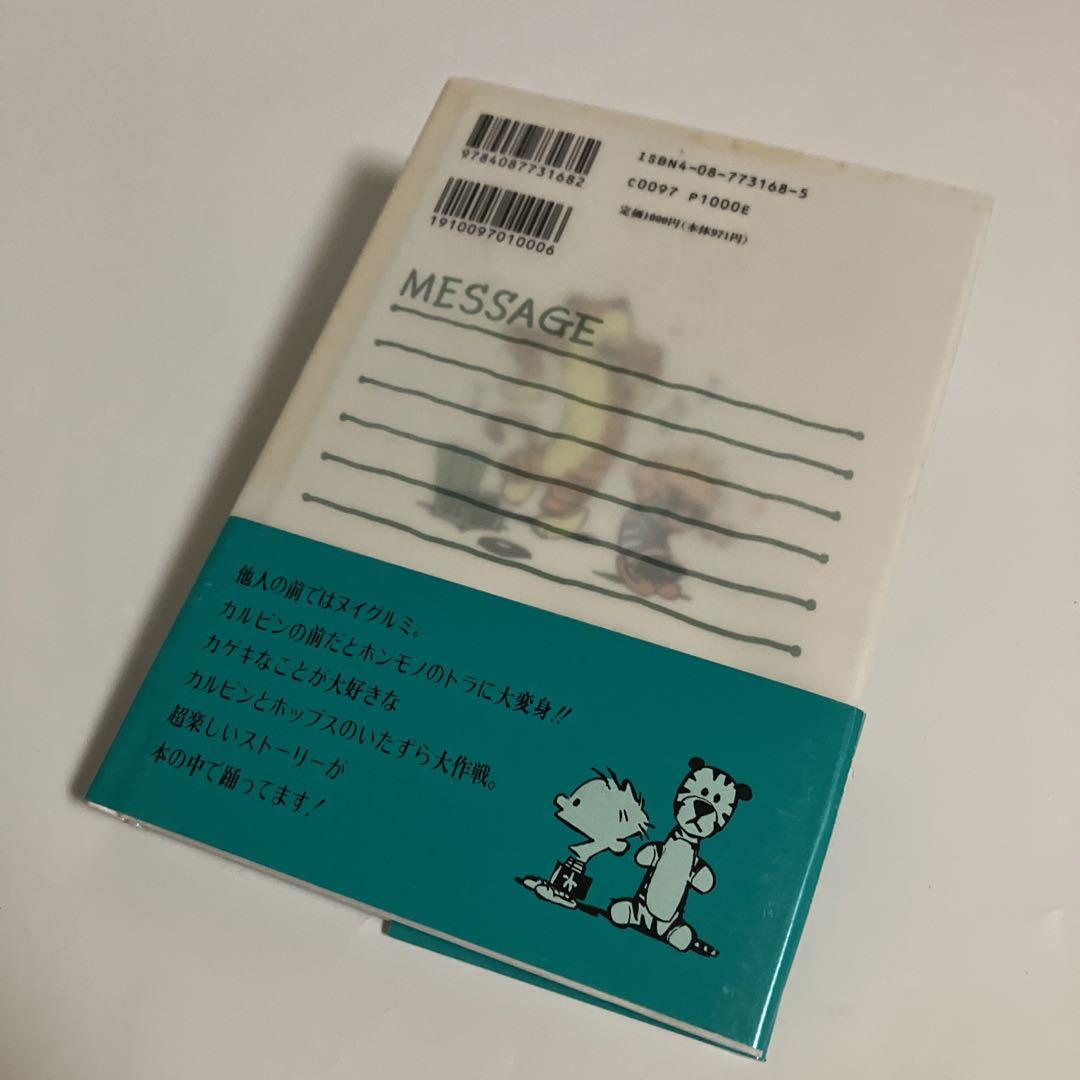 9784087731682
ISBN4-08-773168-5
C0097 P1000E
定価1000円(本体971円)
1910097010006
MESSAGE
他人の前ではヌイグルミ。
カルビンの前だとホンモノのトラに大変身!!
カゲキなことが大好きな
カルビンとホッブスのいたずら大作戦。
超楽しいストーリーが
本の中で踊ってます!